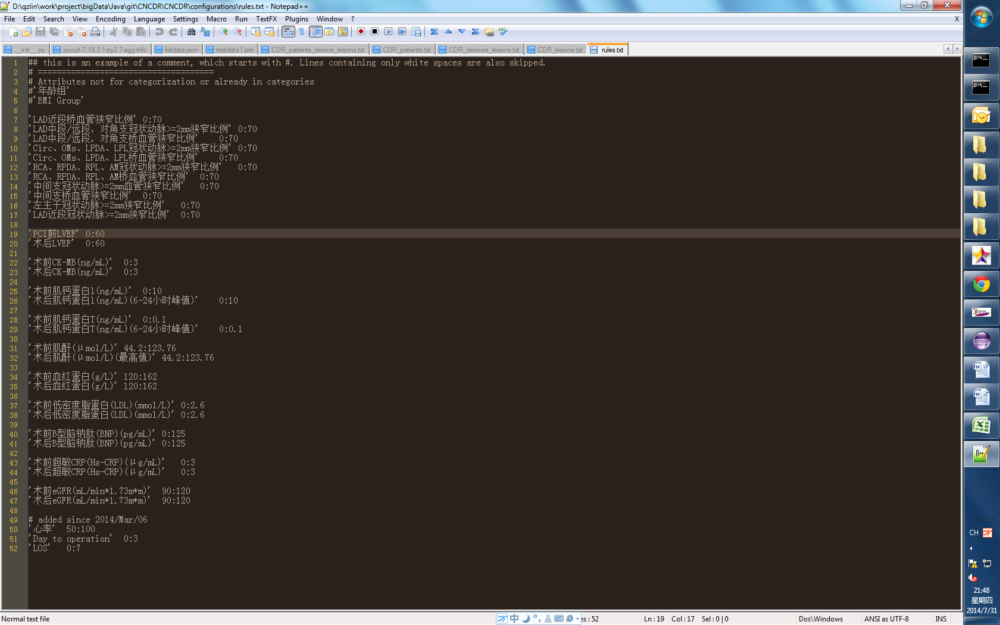 D:\qzlin\work\project\bigData\Java\git\CNCDR\CNCDR\configurations\rules.txt - Notepad++
File Edit Search View Encoding Language Settings Macro Run TextFX Plugins Window ? X
__init__.py pycurl-7.19.3.1-py2.7.egg-info listdata.json testdata1.xml CDR_patients_device_lesions.txt CDR_patients.txt CDR_devices_lesions.txt CDR_lesions.txt rules.txt
1 ## this is an example of a comment, which starts with #. Lines containing only white spaces are also skipped.
2 # =====================================
3 # Attributes not for categorization or already in categories
4 #'年龄组'
5 #'BMI Group'
6
7 'LAD近段桥血管狭窄比例' 0:70
8 'LAD中段/远段，对角支冠状动脉>=2mm狭窄比例' 0:70
9 'LAD中段/远段，对角支桥血管狭窄比例' 0:70
10 'Circ、OMs、LPDA、LPL冠状动脉>=2mm狭窄比例' 0:70
11 'Circ、OMs、LPDA、LPL桥血管狭窄比例' 0:70
12 'RCA、RPDA、RPL、AM冠状动脉>=2mm狭窄比例' 0:70
13 'RCA、RPDA、RPL、AM桥血管狭窄比例' 0:70
14 '中间支冠状动脉>=2mm血管狭窄比例' 0:70
15 '中间支桥血管狭窄比例' 0:70
16 '左主干冠状动脉>=2mm狭窄比例' 0:70
17 'LAD近段冠状动脉>=2mm狭窄比例' 0:70
18
19 'PCI前LVEF' 0:60
20 '术后LVEF' 0:60
21
22 '术前CK-MB(ng/mL)' 0:3
23 '术后CK-MB(ng/mL)' 0:3
24
25 '术前肌钙蛋白l(ng/mL)' 0:10
26 '术后肌钙蛋白l(ng/mL)(6-24小时峰值)' 0:10
27
28 '术前肌钙蛋白T(ng/mL)' 0:0.1
29 '术后肌钙蛋白T(ng/mL)(6-24小时峰值)' 0:0.1
30
31 '术前肌酐(μmol/L)' 44.2:123.76
32 '术后肌酐(μmol/L)(最高值)' 44.2:123.76
33
34 '术前血红蛋白(g/L)' 120:162
35 '术后血红蛋白(g/L)' 120:162
36
37 '术前低密度脂蛋白(LDL)(mmol/L)' 0:2.6
38 '术后低密度脂蛋白(LDL)(mmol/L)' 0:2.6
39
40 '术前B型脑钠肽(BNP)(pg/mL)' 0:125
41 '术后B型脑钠肽(BNP)(pg/mL)' 0:125
42
43 '术前超敏CRP(Hs-CRP)(μg/mL)' 0:3
44 '术后超敏CRP(Hs-CRP)(μg/mL)' 0:3
45
46 '术前eGFR(mL/min*1.73m*m)' 90:120
47 '术后eGFR(mL/min*1.73m*m)' 90:120
48
49 # added since 2014/Mar/06
50 '心率' 50:100
51 'Day to operation' 0:3
52 'LOS' 0:7
Normal text file 中 es : 52 Ln : 19 Col : 17 Sel : 0 | 0 Dos\Windows ANSI as UTF-8 INS
CH
21:48
星期四
2014/7/31